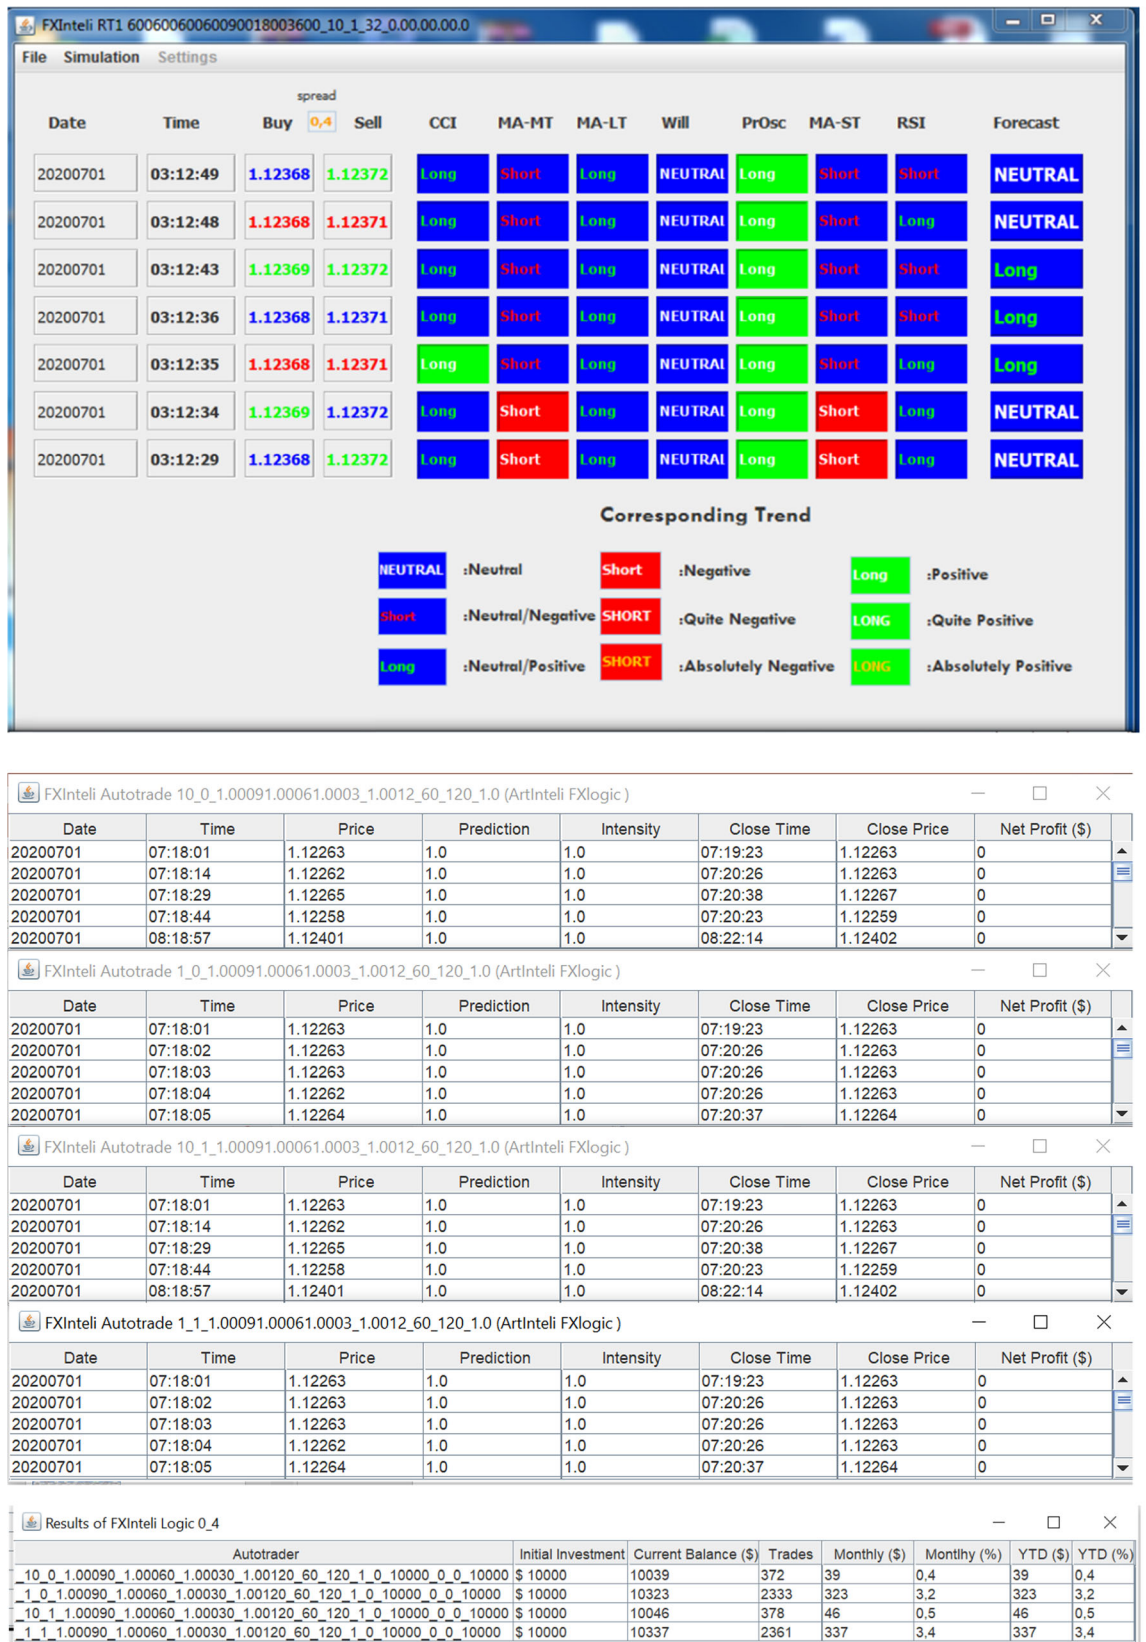 FXInteli RT1 60060060060090018003600_10_1_32_0.00.00.00.0
File Simulation Settings
spread
Date Time Buy 0,4 Sell CCI MA-MT MA-LT Will PrOsc MA-ST RSI Forecast
20200701 03:12:49 1.12368 1.12372 Long Short Long NEUTRAL Long Short Short NEUTRAL
20200701 03:12:48 1.12368 1.12371 Long Short Long NEUTRAL Long Short Long NEUTRAL
20200701 03:12:43 1.12369 1.12372 Long Short Long NEUTRAL Long Short Short Long
20200701 03:12:36 1.12368 1.12371 Long Short Long NEUTRAL Long Short Short Long
20200701 03:12:35 1.12368 1.12371 Long Short Long NEUTRAL Long Short Long Long
20200701 03:12:34 1.12369 1.12372 Long Short Long NEUTRAL Long Short Long NEUTRAL
20200701 03:12:29 1.12368 1.12372 Long Short Long NEUTRAL Long Short Long NEUTRAL
Corresponding Trend
NEUTRAL :Neutral Short :Negative Long :Positive
Short :Neutral/Negative SHORT :Quite Negative LONG :Quite Positive
Long :Neutral/Positive SHORT :Absolutely Negative LONG :Absolutely Positive
FXInteli Autotrade 10_0_1.00091.00061.0003_1.0012_60_120_1.0 (ArtInteli FXlogic )
Date Time Price Prediction Intensity Close Time Close Price Net Profit ($)
20200701 07:18:01 1.12263 1.0 1.0 07:19:23 1.12263 0
20200701 07:18:14 1.12262 1.0 1.0 07:20:26 1.12263 0
20200701 07:18:29 1.12265 1.0 1.0 07:20:38 1.12267 0
20200701 07:18:44 1.12258 1.0 1.0 07:20:23 1.12259 0
20200701 08:18:57 1.12401 1.0 1.0 08:22:14 1.12402 0
FXInteli Autotrade 1_0_1.00091.00061.0003_1.0012_60_120_1.0 (ArtInteli FXlogic )
Date Time Price Prediction Intensity Close Time Close Price Net Profit ($)
20200701 07:18:01 1.12263 1.0 1.0 07:19:23 1.12263 0
20200701 07:18:02 1.12263 1.0 1.0 07:20:26 1.12263 0
20200701 07:18:03 1.12263 1.0 1.0 07:20:26 1.12263 0
20200701 07:18:04 1.12262 1.0 1.0 07:20:26 1.12263 0
20200701 07:18:05 1.12264 1.0 1.0 07:20:37 1.12264 0
FXInteli Autotrade 10_1_1.00091.00061.0003_1.0012_60_120_1.0 (ArtInteli FXlogic )
Date Time Price Prediction Intensity Close Time Close Price Net Profit ($)
20200701 07:18:01 1.12263 1.0 1.0 07:19:23 1.12263 0
20200701 07:18:14 1.12262 1.0 1.0 07:20:26 1.12263 0
20200701 07:18:29 1.12265 1.0 1.0 07:20:38 1.12267 0
20200701 07:18:44 1.12258 1.0 1.0 07:20:23 1.12259 0
20200701 08:18:57 1.12401 1.0 1.0 08:22:14 1.12402 0
FXInteli Autotrade 1_1_1.00091.00061.0003_1.0012_60_120_1.0 (ArtInteli FXlogic )
Date Time Price Prediction Intensity Close Time Close Price Net Profit ($)
20200701 07:18:01 1.12263 1.0 1.0 07:19:23 1.12263 0
20200701 07:18:02 1.12263 1.0 1.0 07:20:26 1.12263 0
20200701 07:18:03 1.12263 1.0 1.0 07:20:26 1.12263 0
20200701 07:18:04 1.12262 1.0 1.0 07:20:26 1.12263 0
20200701 07:18:05 1.12264 1.0 1.0 07:20:37 1.12264 0
Results of FXInteli Logic 0_4
Autotrader Initial Investment Current Balance ($) Trades Monthly ($) Montlhy (%) YTD ($) YTD (%)
_10_0_1.00090_1.00060_1.00030_1.00120_60_120_1_0_10000_0_0_10000 $ 10000 10039 372 39 0,4 39 0,4
_1_0_1.00090_1.00060_1.00030_1.00120_60_120_1_0_10000_0_0_10000 $ 10000 10323 2333 323 3,2 323 3,2
_10_1_1.00090_1.00060_1.00030_1.00120_60_120_1_0_10000_0_0_10000 $ 10000 10046 378 46 0,5 46 0,5
_1_1_1.00090_1.00060_1.00030_1.00120_60_120_1_0_10000_0_0_10000 $ 10000 10337 2361 337 3,4 337 3,4